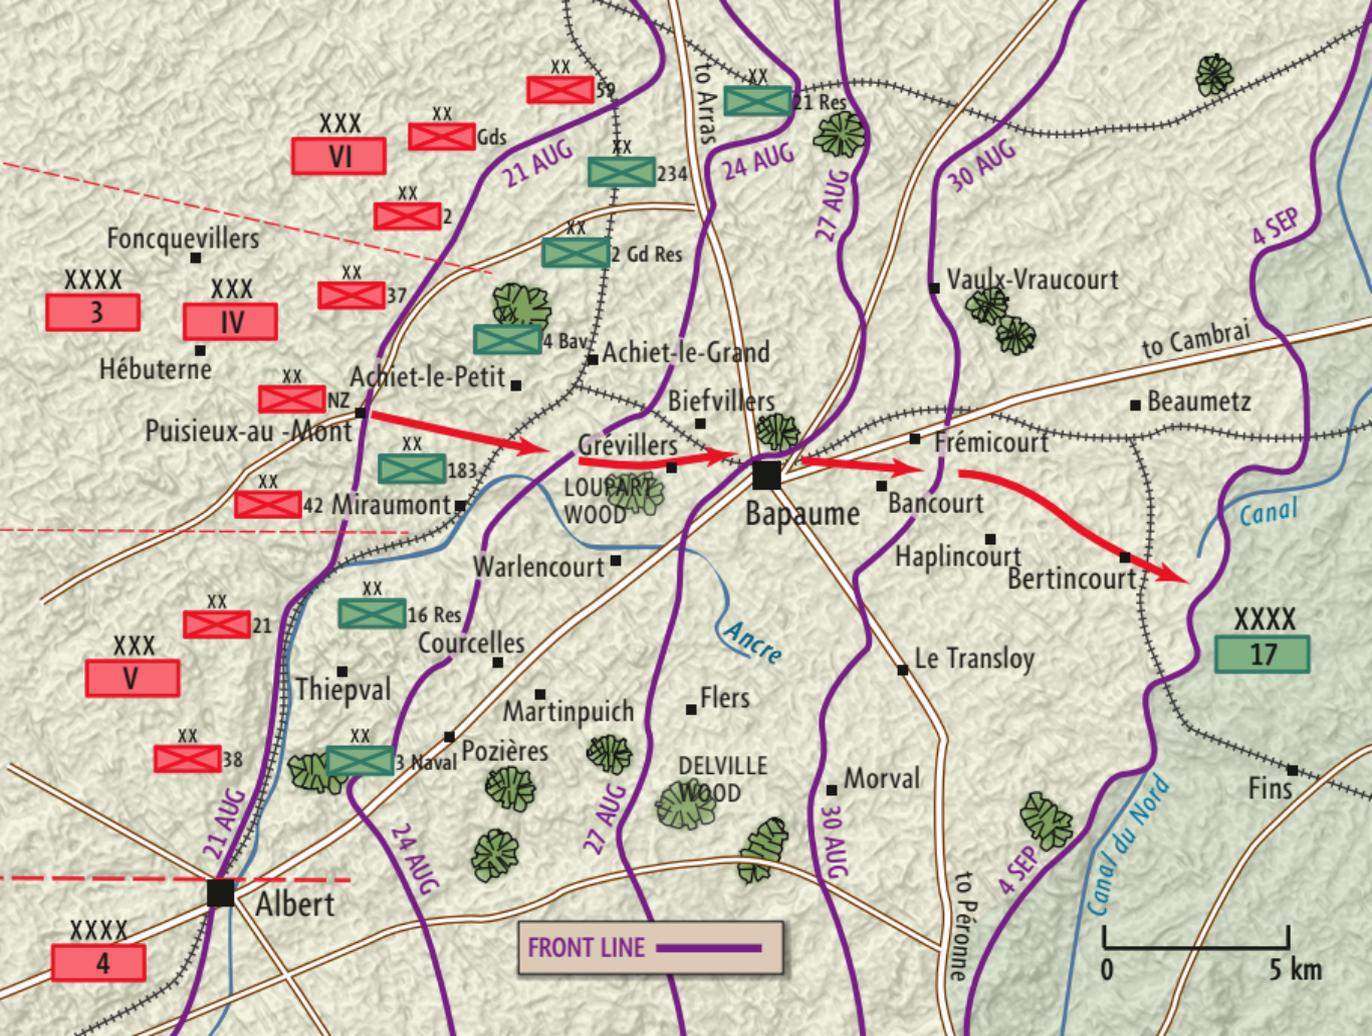 XX
59
XX
21 Res
to Arras
XXX
VI
XX
Gds
21 AUG
XX
234
24 AUG
27 AUG
30 AUG
4 SEP
XX
2
Foncquevillers
XX
2 Gd Res
XXXX
3
XXX
IV
XX
37
Vaulx-Vraucourt
XX
4 Bav
to Cambrai
Hébuterne
Achiet-le-Grand
Achiet-le-Petit
XX
NZ
Biefvillers
Beaumetz
Puisieux-au -Mont
Grévillers
Frémicourt
XX
183
XX
42
Miraumont
LOUPART
WOOD
Bapaume
Bancourt
Canal
Warlencourt
Haplincourt
Bertincourt
XX
16 Res
XX
21
Courcelles
Ancre
XXXX
17
XXX
V
Thiepval
Le Transloy
Martinpuich
Flers
XX
38
XX
3 Naval
Pozières
DELVILLE
WOOD
Morval
Fins
21 AUG
24 AUG
27 AUG
30 AUG
4 SEP
Canal du Nord
Albert
to Péronne
XXXX
4
FRONT LINE
0
5 km